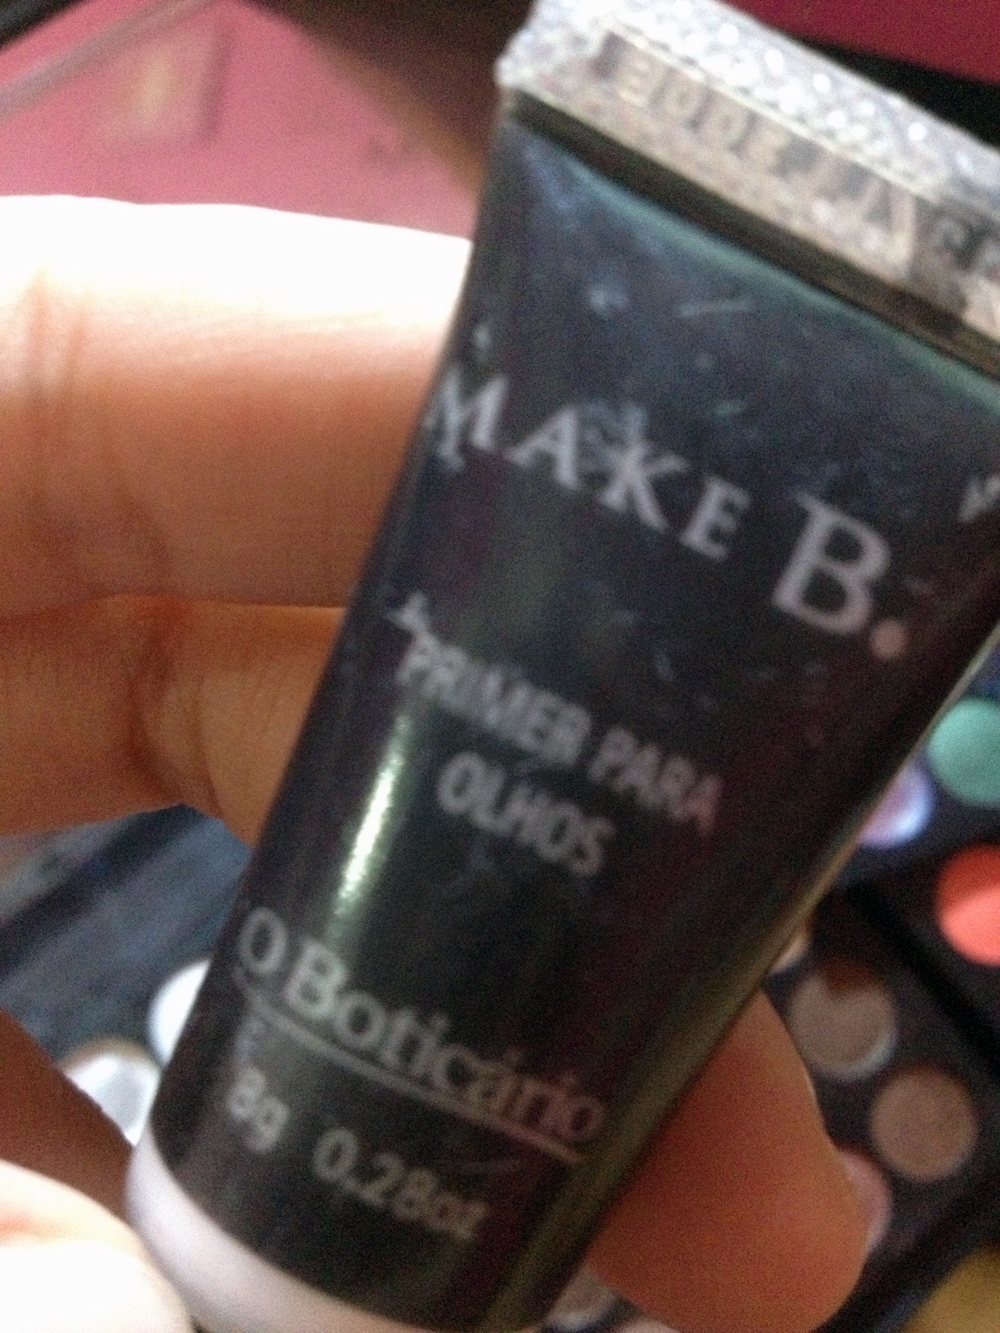 MAKE B.
PRIMER PARA
OLHOS
O Boticário
8g 0.28oz